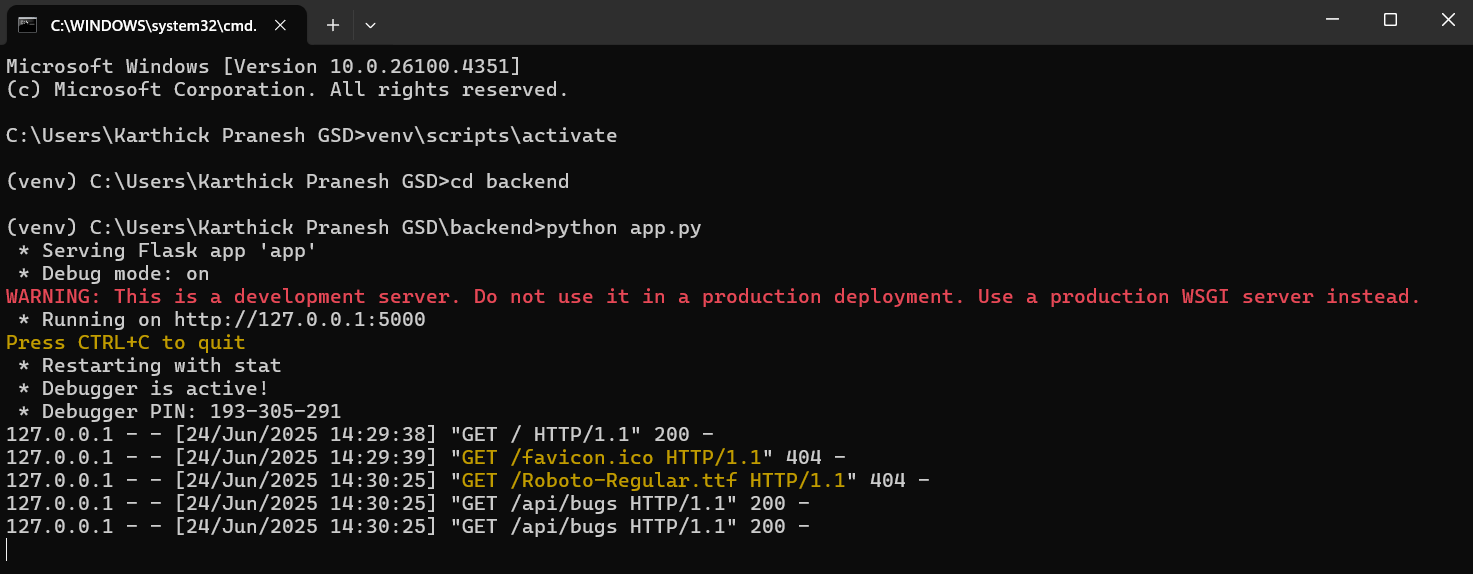 C:\WINDOWS\system32\cmd.
Microsoft Windows [Version 10.0.26100.4351]
(c) Microsoft Corporation. All rights reserved.
C:\Users\Karthick Pranesh GSD>venv\scripts\activate
(venv) C:\Users\Karthick Pranesh GSD>cd backend
(venv) C:\Users\Karthick Pranesh GSD\backend>python app.py
 * Serving Flask app 'app'
 * Debug mode: on
WARNING: This is a development server. Do not use it in a production deployment. Use a production WSGI server instead.
 * Running on http://127.0.0.1:5000
Press CTRL+C to quit
 * Restarting with stat
 * Debugger is active!
 * Debugger PIN: 193-305-291
127.0.0.1 - - [24/Jun/2025 14:29:38] "GET / HTTP/1.1" 200 -
127.0.0.1 - - [24/Jun/2025 14:29:39] "GET /favicon.ico HTTP/1.1" 404 -
127.0.0.1 - - [24/Jun/2025 14:30:25] "GET /Roboto-Regular.ttf HTTP/1.1" 404 -
127.0.0.1 - - [24/Jun/2025 14:30:25] "GET /api/bugs HTTP/1.1" 200 -
127.0.0.1 - - [24/Jun/2025 14:30:25] "GET /api/bugs HTTP/1.1" 200 -